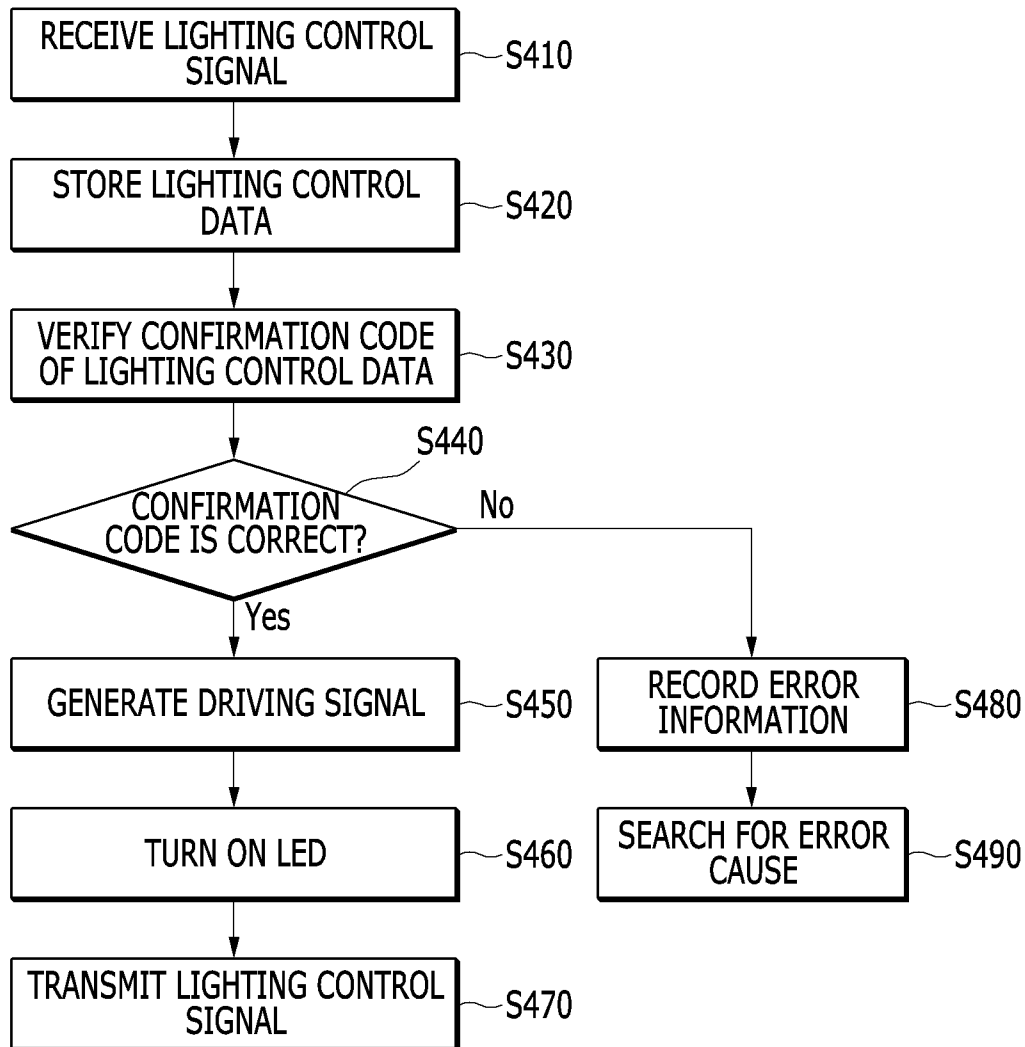 RECEIVE LIGHTING CONTROL
SIGNAL
S410
STORE LIGHTING CONTROL
DATA
S420
VERIFY CONFIRMATION CODE
OF LIGHTING CONTROL DATA
S430
S440
CONFIRMATION
CODE IS CORRECT?
No
Yes
GENERATE DRIVING SIGNAL
S450
RECORD ERROR
INFORMATION
S480
TURN ON LED
S460
SEARCH FOR ERROR
CAUSE
S490
TRANSMIT LIGHTING CONTROL
SIGNAL
S470